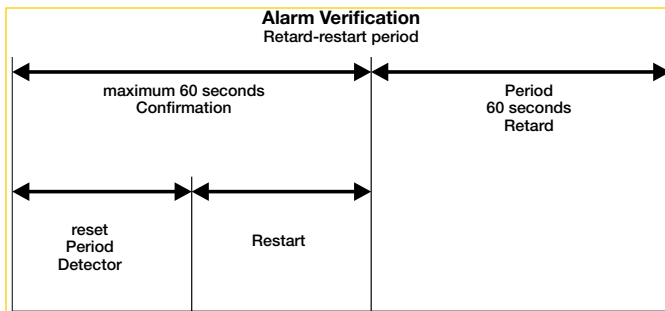 Alarm Verification
Retard-restart period
maximum 60 seconds
Confirmation
Period
60 seconds
Retard
reset
Period
Detector
Restart